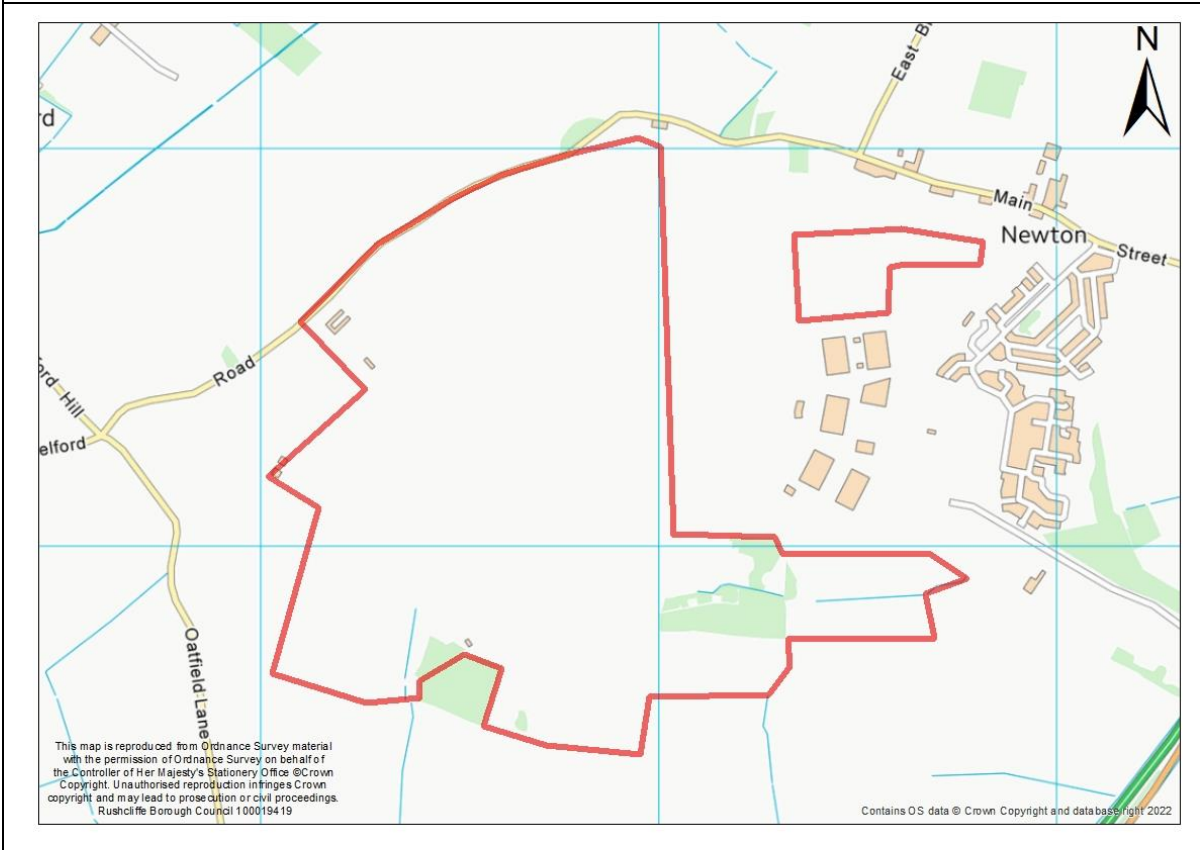 N
East B
rd
Main
Newton
Street
Road
ord Hill
elford
Oatfield Lane
This map is reproduced from Ordnance Survey material
with the permission of Ordnance Survey on behalf of
the Controller of Her Majesty's Stationery Office ©Crown
Copyright. Unauthorised reproduction infringes Crown
copyright and may lead to prosecution or civil proceedings.
Rushcliffe Borough Council 100019419
Contains OS data © Crown Copyright and database right 2022